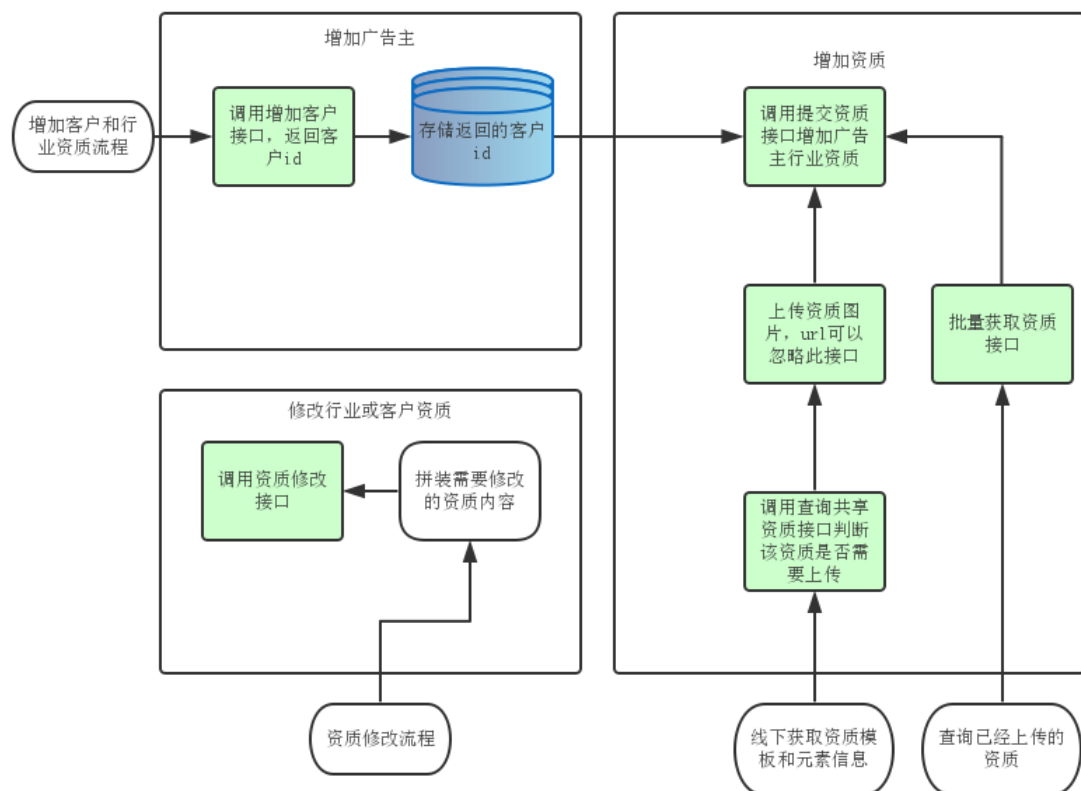 增加广告主
增加客户和行
业资质流程
调用增加客户
接口，返回客
户id
存储返回的客户
id
增加资质
调用提交资质
接口增加广告
主行业资质
上传资质图
片，url可以
忽略此接口
批量获取资质
接口
调用查询共享
资质接口判断
该资质是否需
要上传
修改行业或客户资质
调用资质修改
接口
拼装需要修改
的资质内容
资质修改流程
线下获取资质模
板和元素信息
查询已经上传的
资质